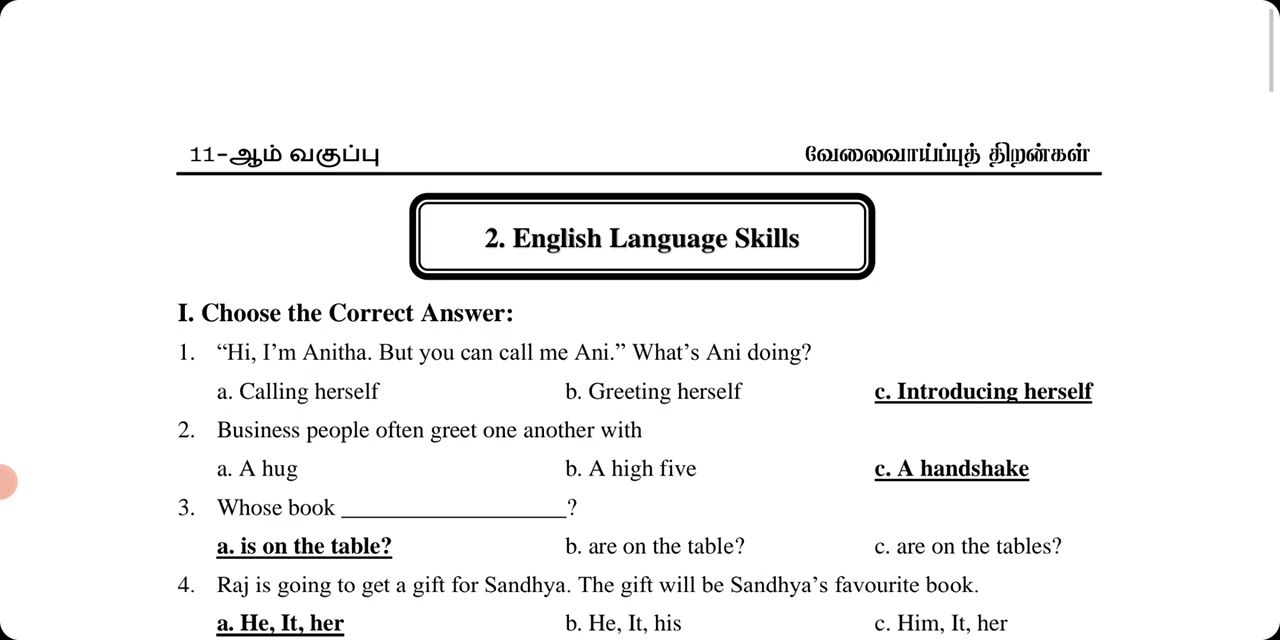 11-ஆம் வகுப்பு வேலைவாய்ப்புத் திறன்கள்
2. English Language Skills
I. Choose the Correct Answer:
1. “Hi, I’m Anitha. But you can call me Ani.” What’s Ani doing?
a. Calling herself b. Greeting herself c. Introducing herself
2. Business people often greet one another with
a. A hug b. A high five c. A handshake
3. Whose book ___________________?
a. is on the table? b. are on the table? c. are on the tables?
4. Raj is going to get a gift for Sandhya. The gift will be Sandhya’s favourite book.
a. He, It, her b. He, It, his c. Him, It, her